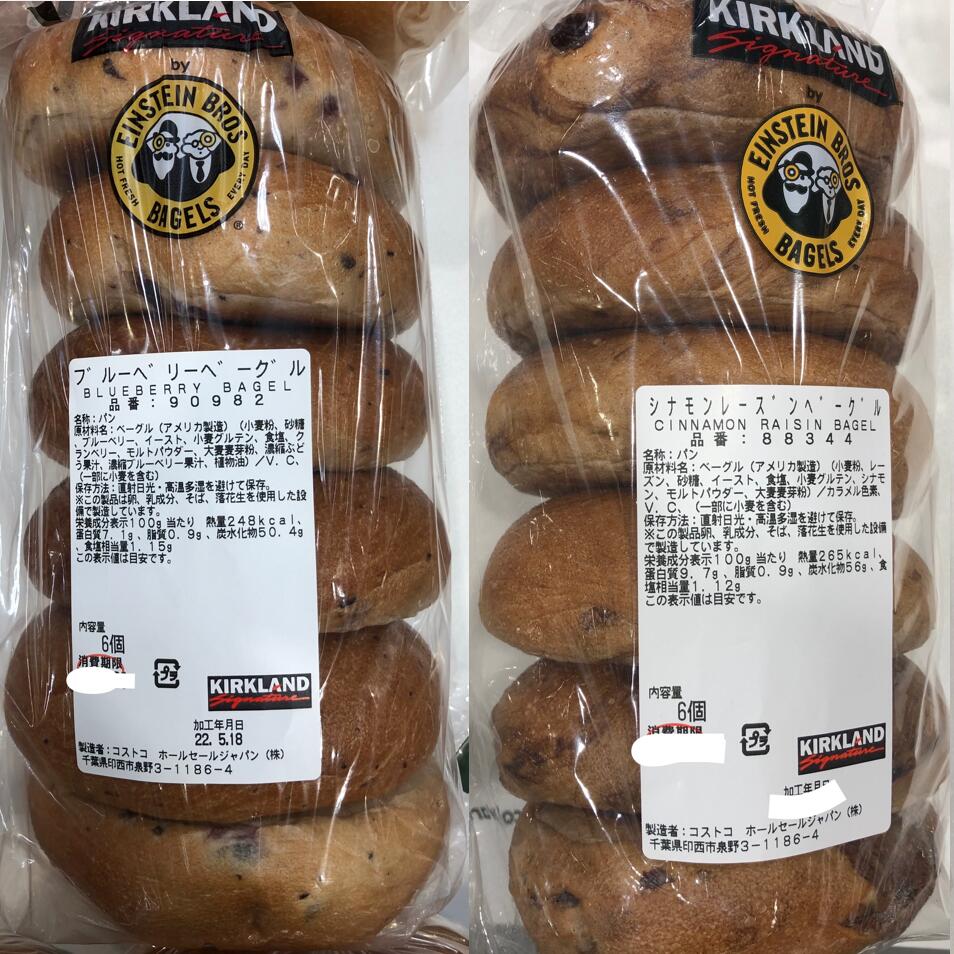 KIRKLAND
Signature
by
EINSTEIN BROS
BAGELS
HOT FRESH
EVERY DAY
®
ブルーベリーベーグル
BLUEBERRY BAGEL
品番:90982
名称:パン
原材料名:ベーグル(アメリカ製造)(小麦粉、砂糖
、ブルーベリー、イースト、小麦グルテン、食塩、ク
ランベリー、モルトパウダー、大麦麦芽粉、濃縮ぶど
う果汁、濃縮ブルーベリー果汁、植物油)/V.C、
(一部に小麦を含む)
保存方法:直射日光・高温多湿を避けて保存。
※この製品は卵、乳成分、そば、落花生を使用した設
備で製造しています。
栄養成分表示100g当たり 熱量248kcal、
蛋白質7.1g、脂質0.9g、炭水化物50.4g
、食塩相当量1.15g
この表示値は目安です。
内容量
6個
消費期限
プラ
KIRKLAND
Signature
加工年月日
22.5.18
製造者:コストコ ホールセールジャパン(株)
千葉県印西市泉野3-1186-4
KIRKLAND
Signature
by
EINSTEIN BROS
BAGELS
HOT FRESH
EVERY DAY
®
シナモンレーズンベーグル
CINNAMON RAISIN BAGEL
品番:88344
名称:パン
原材料名:ベーグル(アメリカ製造)(小麦粉、レー
ズン、砂糖、イースト、食塩、小麦グルテン、シナモ
ン、モルトパウダー、大麦麦芽粉)/カラメル色素、
V.C、(一部に小麦を含む)
保存方法:直射日光・高温多湿を避けて保存。
※この製品卵、乳成分、そば、落花生を使用した設備
で製造しています。
栄養成分表示100g当たり 熱量265kcal、
蛋白質9.7g、脂質0.9g、炭水化物56g、食
塩相当量1.12g
この表示値は目安です。
内容量
6個
消費期限
プラ
KIRKLAND
Signature
加工年月日
製造者:コストコ ホールセールジャパン(株)
千葉県印西市泉野3-1186-4